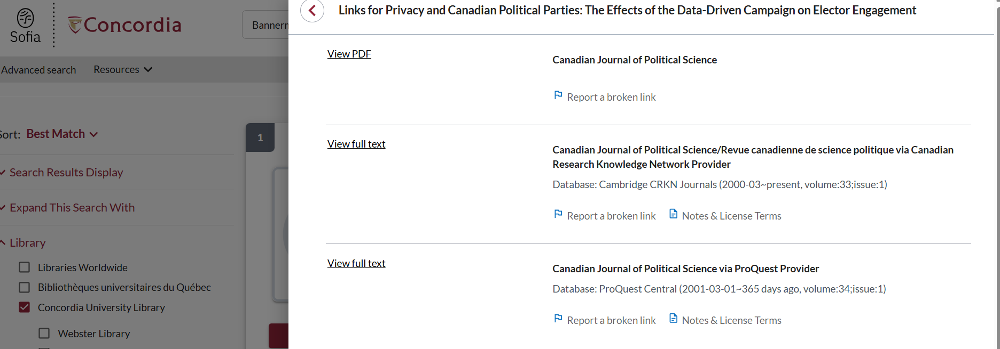 Sofia
Concordia
Bannerm
Advanced search
Resources
Sort: Best Match
Search Results Display
Expand This Search With
Library
Libraries Worldwide
Bibliothèques universitaires du Québec
Concordia University Library
Webster Library
1
Links for Privacy and Canadian Political Parties: The Effects of the Data-Driven Campaign on Elector Engagement
View PDF
Canadian Journal of Political Science
Report a broken link
View full text
Canadian Journal of Political Science/Revue canadienne de science politique via Canadian
Research Knowledge Network Provider
Database: Cambridge CRKN Journals (2000-03~present, volume:33;issue:1)
Report a broken link
Notes & License Terms
View full text
Canadian Journal of Political Science via ProQuest Provider
Database: ProQuest Central (2001-03-01~365 days ago, volume:34;issue:1)
Report a broken link
Notes & License Terms